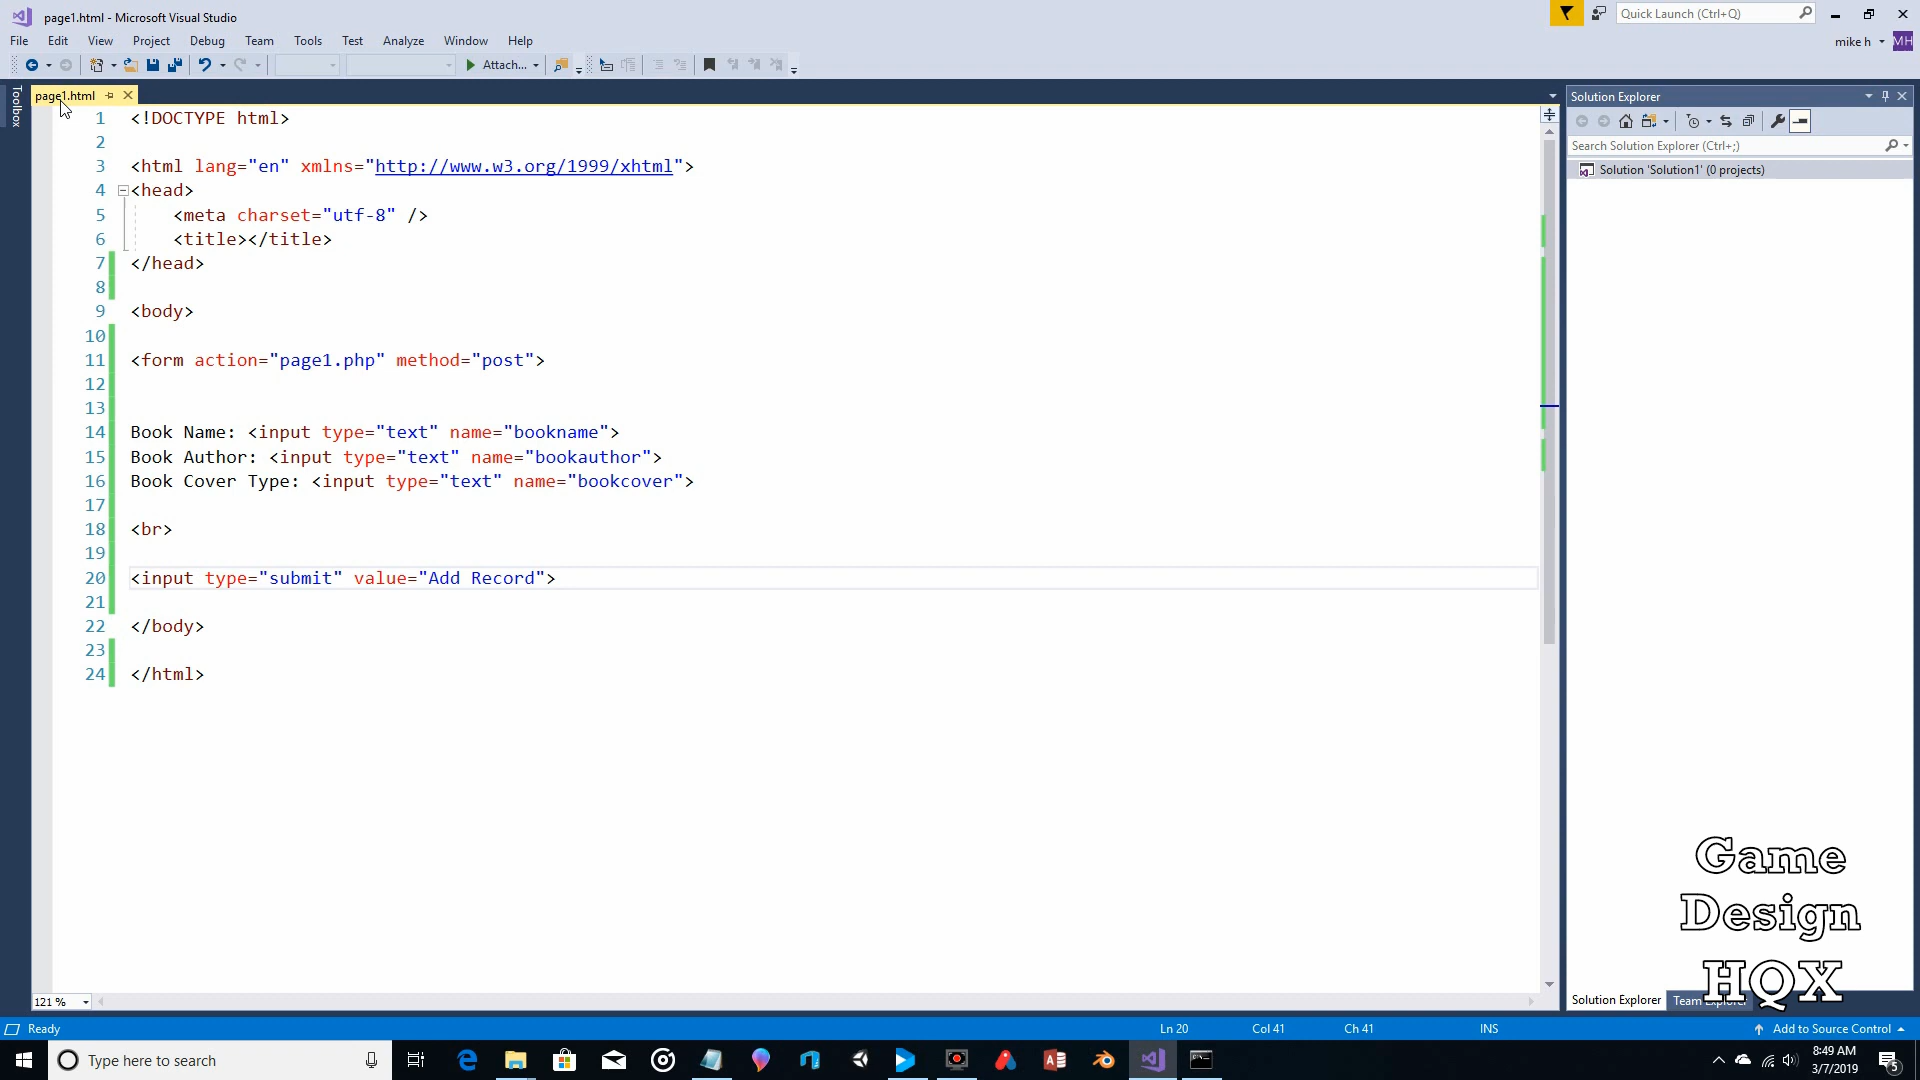 page1.html - Microsoft Visual Studio
Quick Launch (Ctrl+Q)
File Edit View Project Debug Team Tools Test Analyze Window Help
mike h MH
Attach...
Toolbox
page1.html
Solution Explorer
Search Solution Explorer (Ctrl+;)
Solution 'Solution1' (0 projects)
1 <!DOCTYPE html>
2
3 <html lang="en" xmlns="http://www.w3.org/1999/xhtml">
4 <head>
5 <meta charset="utf-8" />
6 <title></title>
7 </head>
8
9 <body>
10
11 <form action="page1.php" method="post">
12
13
14 Book Name: <input type="text" name="bookname">
15 Book Author: <input type="text" name="bookauthor">
16 Book Cover Type: <input type="text" name="bookcover">
17
18 <br>
19
20 <input type="submit" value="Add Record">
21
22 </body>
23
24 </html>
Game
Design
HQX
121 %
Solution Explorer Team Explorer
Ready
Ln 20 Col 41 Ch 41 INS
Add to Source Control
Type here to search
8:49 AM
3/7/2019
5